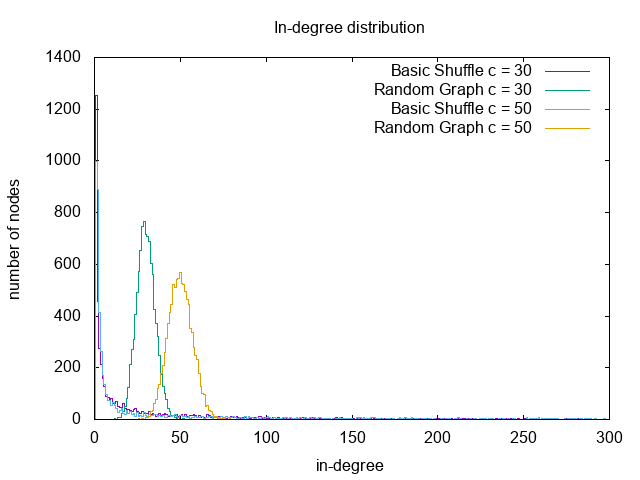 In-degree distribution
Basic Shuffle c = 30
Random Graph c = 30
Basic Shuffle c = 50
Random Graph c = 50
1400
1200
1000
800
600
400
200
0
number of nodes
0 50 100 150 200 250 300
in-degree